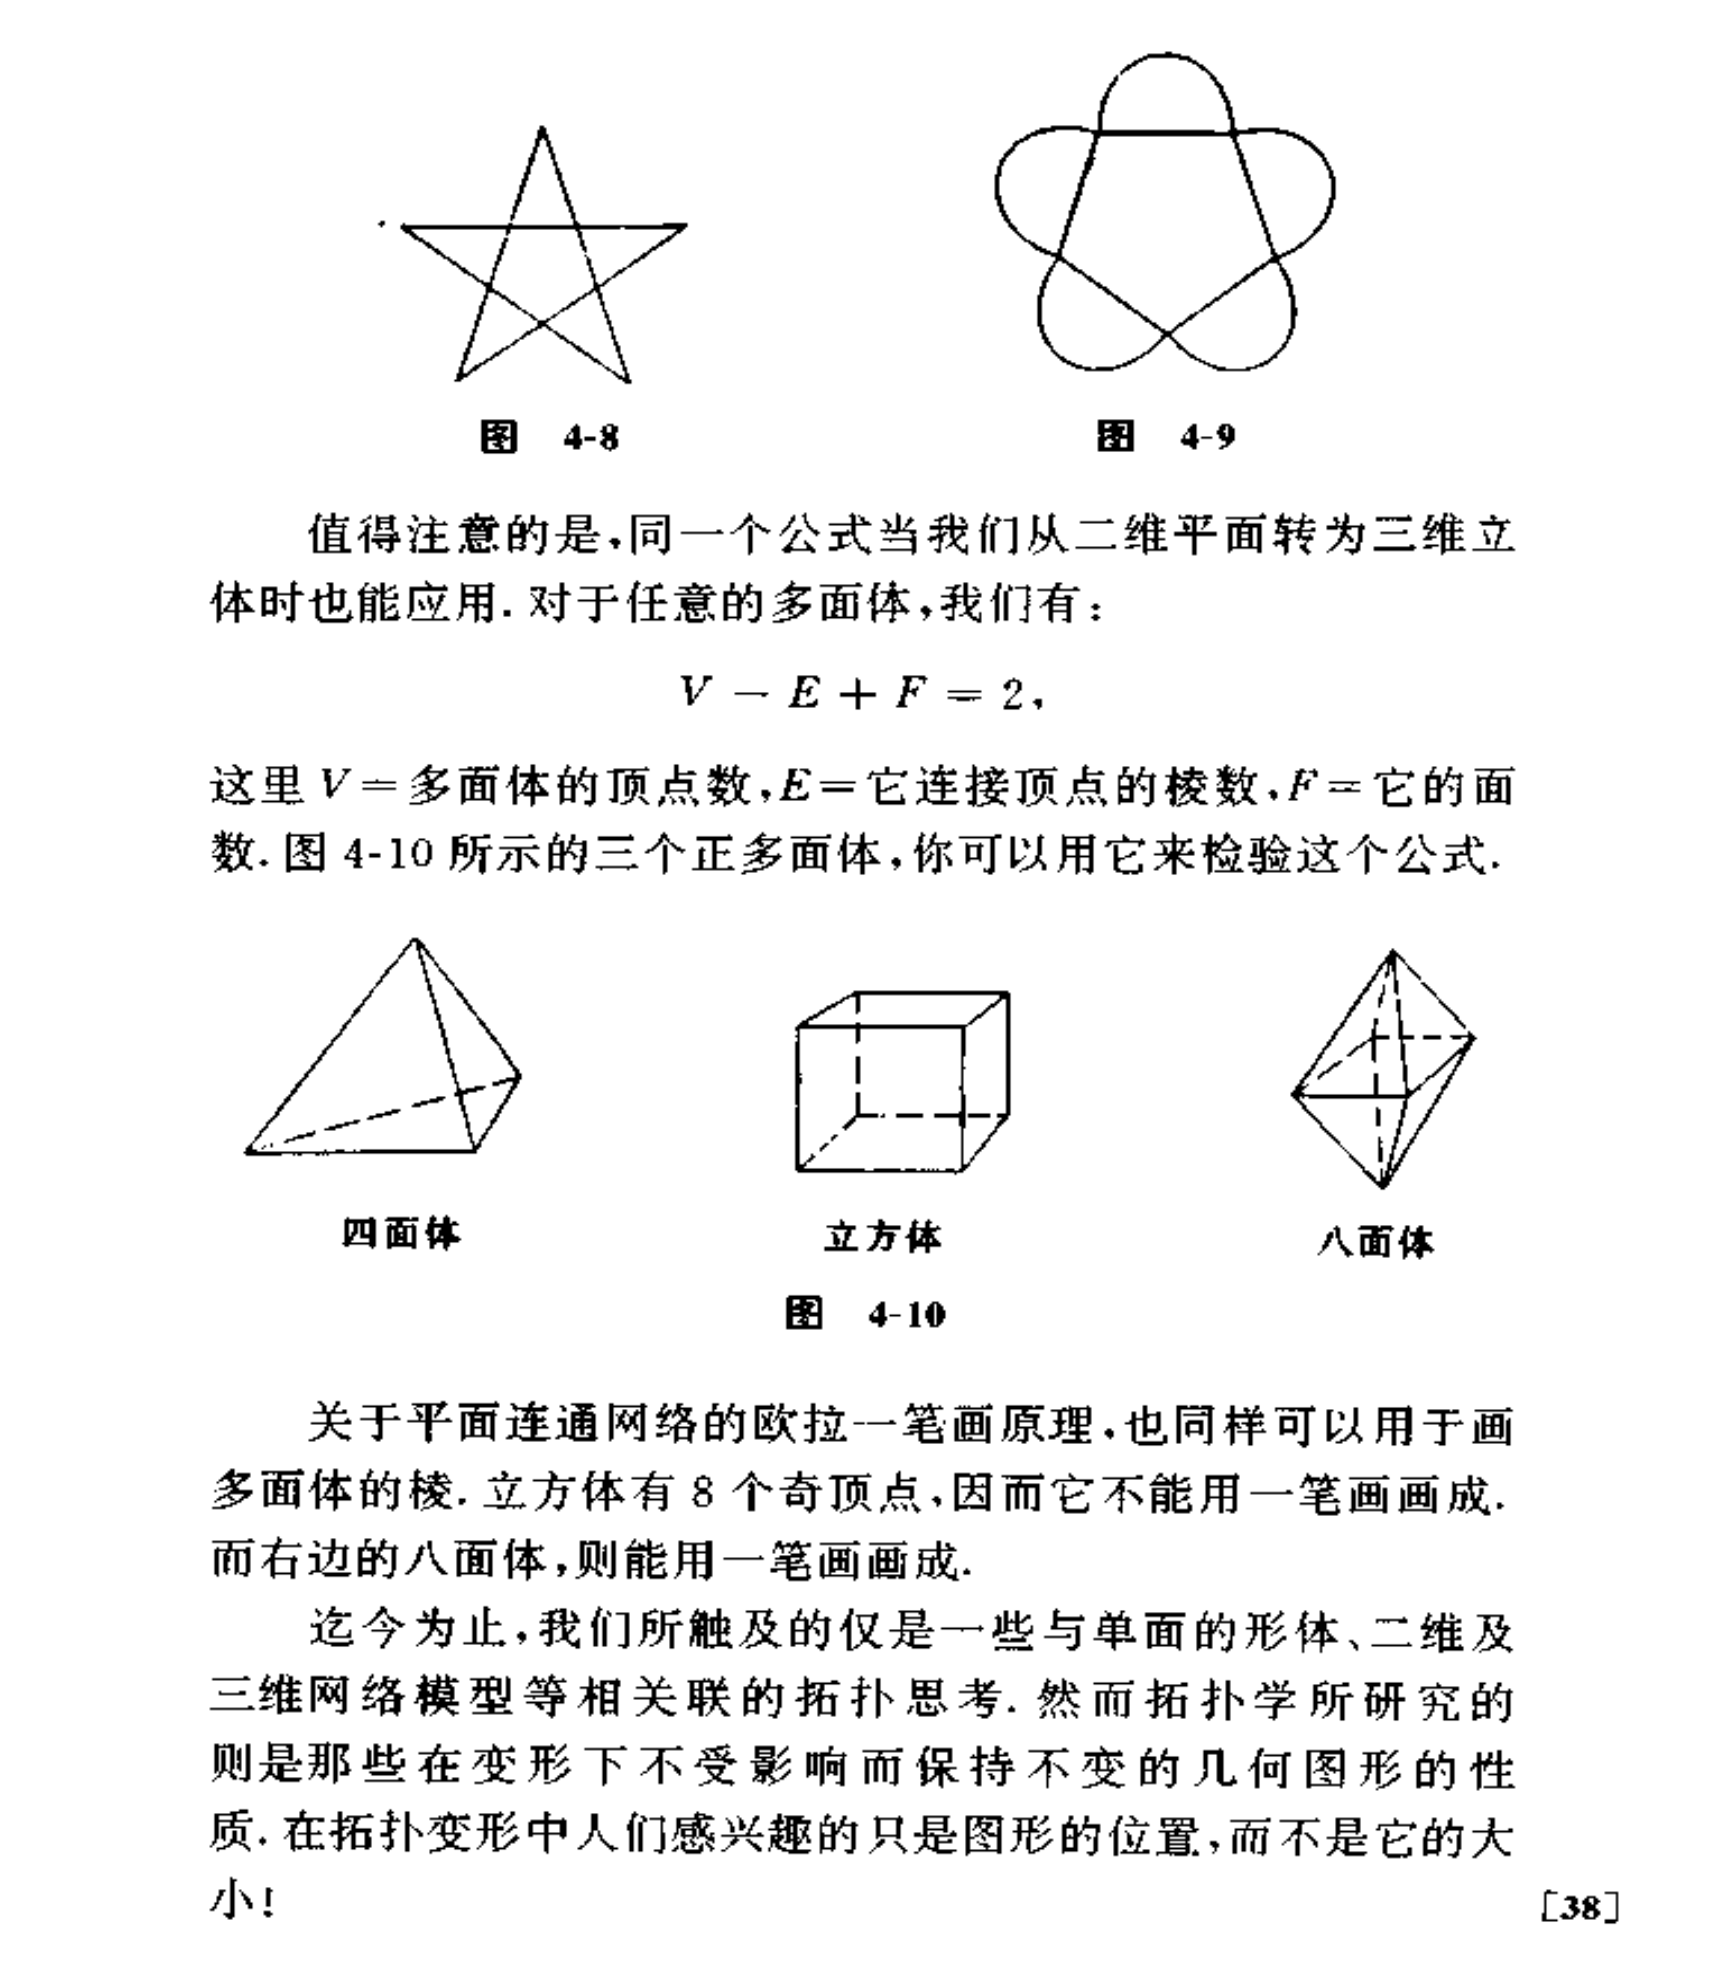 图 4-8
图 4-9
值得注意的是,同一个公式当我们从二维平面转为三维立
体时也能应用. 对于任意的多面体,我们有:
V - E + F = 2,
这里 V = 多面体的顶点数, E = 它连接顶点的棱数, F = 它的面
数. 图 4-10 所示的三个正多面体,你可以用它来检验这个公式.
四面体
立方体
八面体
图 4-10
关于平面连通网络的欧拉一笔画原理,也同样可以用于画
多面体的棱. 立方体有 8 个奇顶点,因而它不能用一笔画画成.
而右边的八面体,则能用一笔画画成.
迄今为止,我们所触及的仅是一些与单面的形体、二维及
三维网络模型等相关联的拓扑思考. 然而拓扑学所研究的
则是那些在变形下不受影响而保持不变的几何图形的性
质. 在拓扑变形中人们感兴趣的只是图形的位置,而不是它的大
小!
[38]